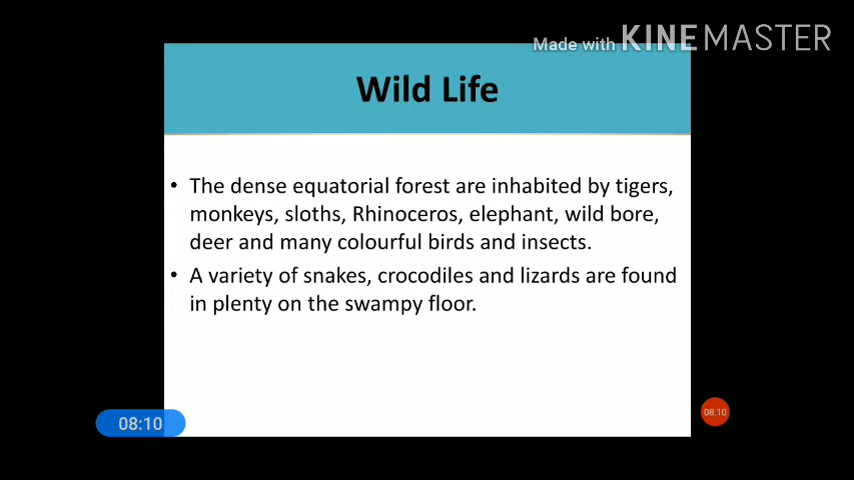 Made with KINEMASTER
Wild Life
• The dense equatorial forest are inhabited by tigers,
monkeys, sloths, Rhinoceros, elephant, wild bore,
deer and many colourful birds and insects.
• A variety of snakes, crocodiles and lizards are found
in plenty on the swampy floor.
08:10
08:10